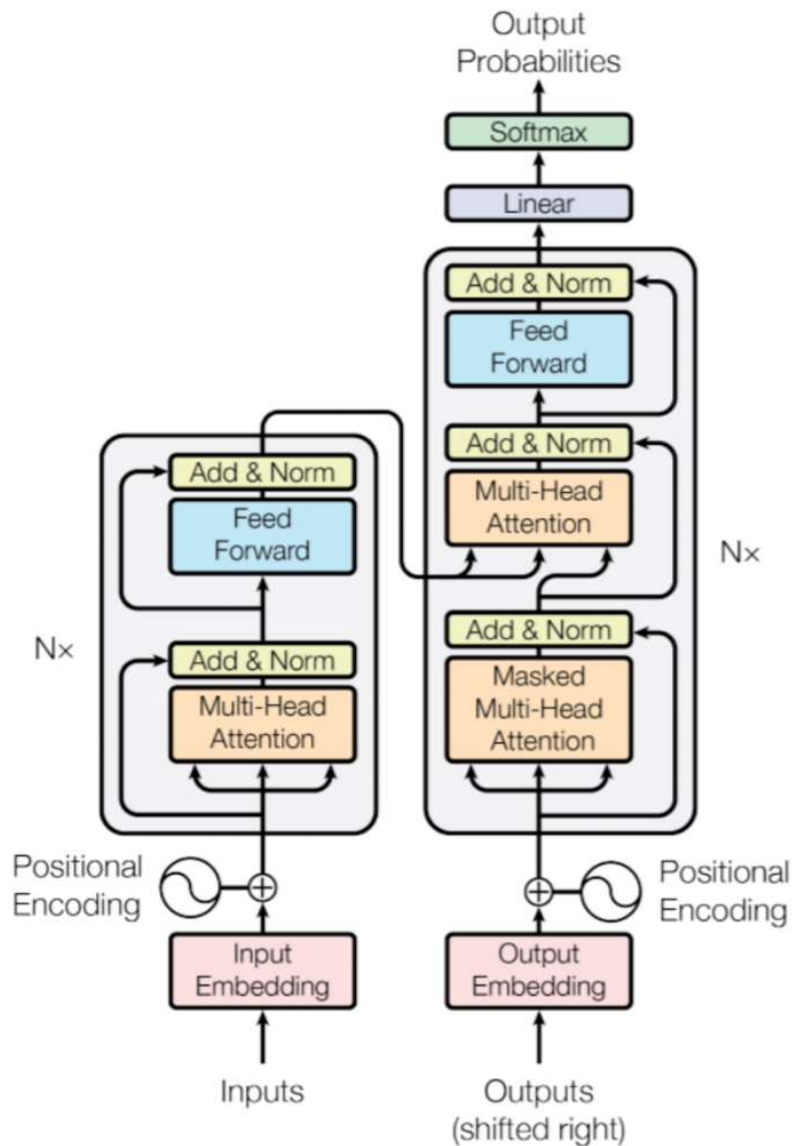 Output
Probabilities
Softmax
Linear
Add & Norm
Feed
Forward
Add & Norm
Multi-Head
Attention
Add & Norm
Masked
Multi-Head
Attention
Nx
Add & Norm
Feed
Forward
Add & Norm
Multi-Head
Attention
Nx
Positional
Encoding
Positional
Encoding
Input
Embedding
Output
Embedding
Inputs
Outputs
(shifted right)